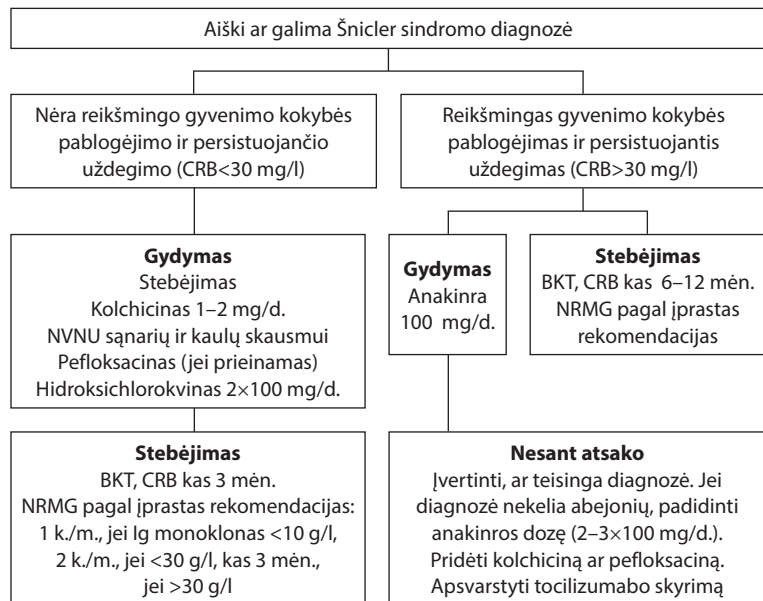 Aiški ar galima Šnicler sindromo diagnozė
Nėra reikšmingo gyvenimo kokybės
pablogėjimo ir persistuojančio
uždegimo (CRB<30 mg/l)
Reikšmingas gyvenimo kokybės
pablogėjimas ir persistuojantis
uždegimas (CRB>30 mg/l)
Gydymas
Stebėjimas
Kolchicinas 1–2 mg/d.
NVNU sąnarių ir kaulų skausmui
Pefloksacinas (jei prieinamas)
Hidroksichlorokvinas 2×100 mg/d.
Gydymas
Anakinra
100 mg/d.
Stebėjimas
BKT, CRB kas 6–12 mėn.
NRMG pagal įprastas
rekomendacijas
Stebėjimas
BKT, CRB kas 3 mėn.
NRMG pagal įprastas rekomendacijas:
1 k./m., jei Ig monoklonas <10 g/l,
2 k./m., jei <30 g/l, kas 3 mėn.,
jei >30 g/l
Nesant atsako
Įvertinti, ar teisinga diagnozė. Jei
diagnozė nekelia abejonių, padidinti
anakinros dozę (2–3×100 mg/d.).
Pridėti kolchiciną ar pefloksaciną.
Apsvarstyti tocilizumabo skyrimą